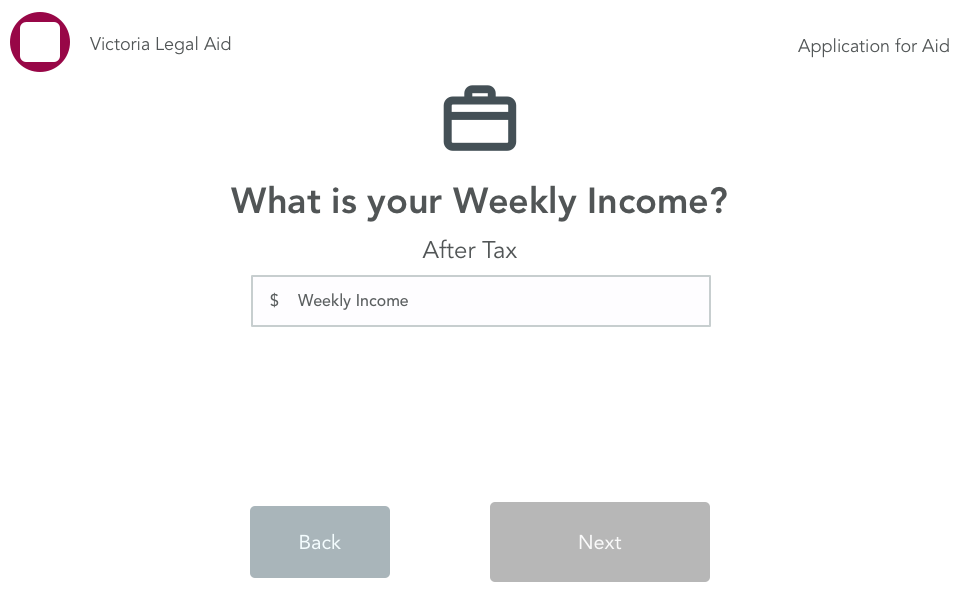 Victoria Legal Aid
Application for Aid
What is your Weekly Income?
After Tax
$ Weekly Income
Back
Next